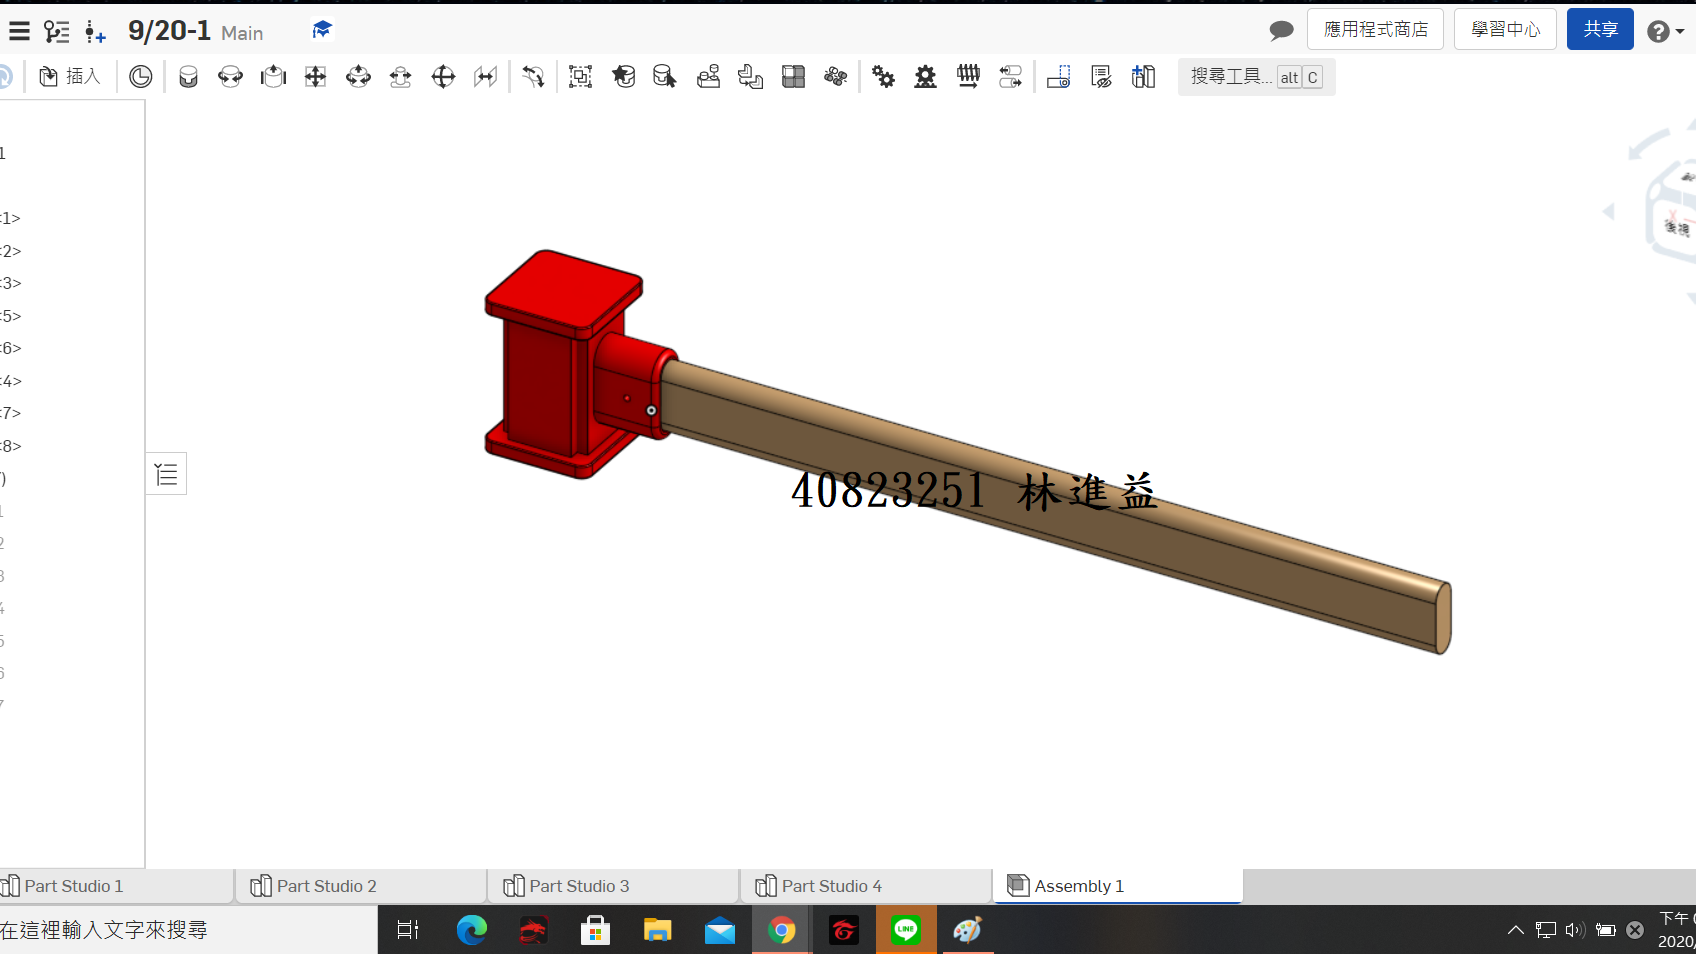 9/20-1 Main
應用程式商店
學習中心
共享
插入
搜尋工具... alt C
1
<1>
<2>
<3>
<5>
<6>
<4>
<7>
<8>
)
1
2
3
4
5
6
7
後視
40823251 林進益
Part Studio 1
Part Studio 2
Part Studio 3
Part Studio 4
Assembly 1
在這裡輸入文字來搜尋
LINE
下午
2020/